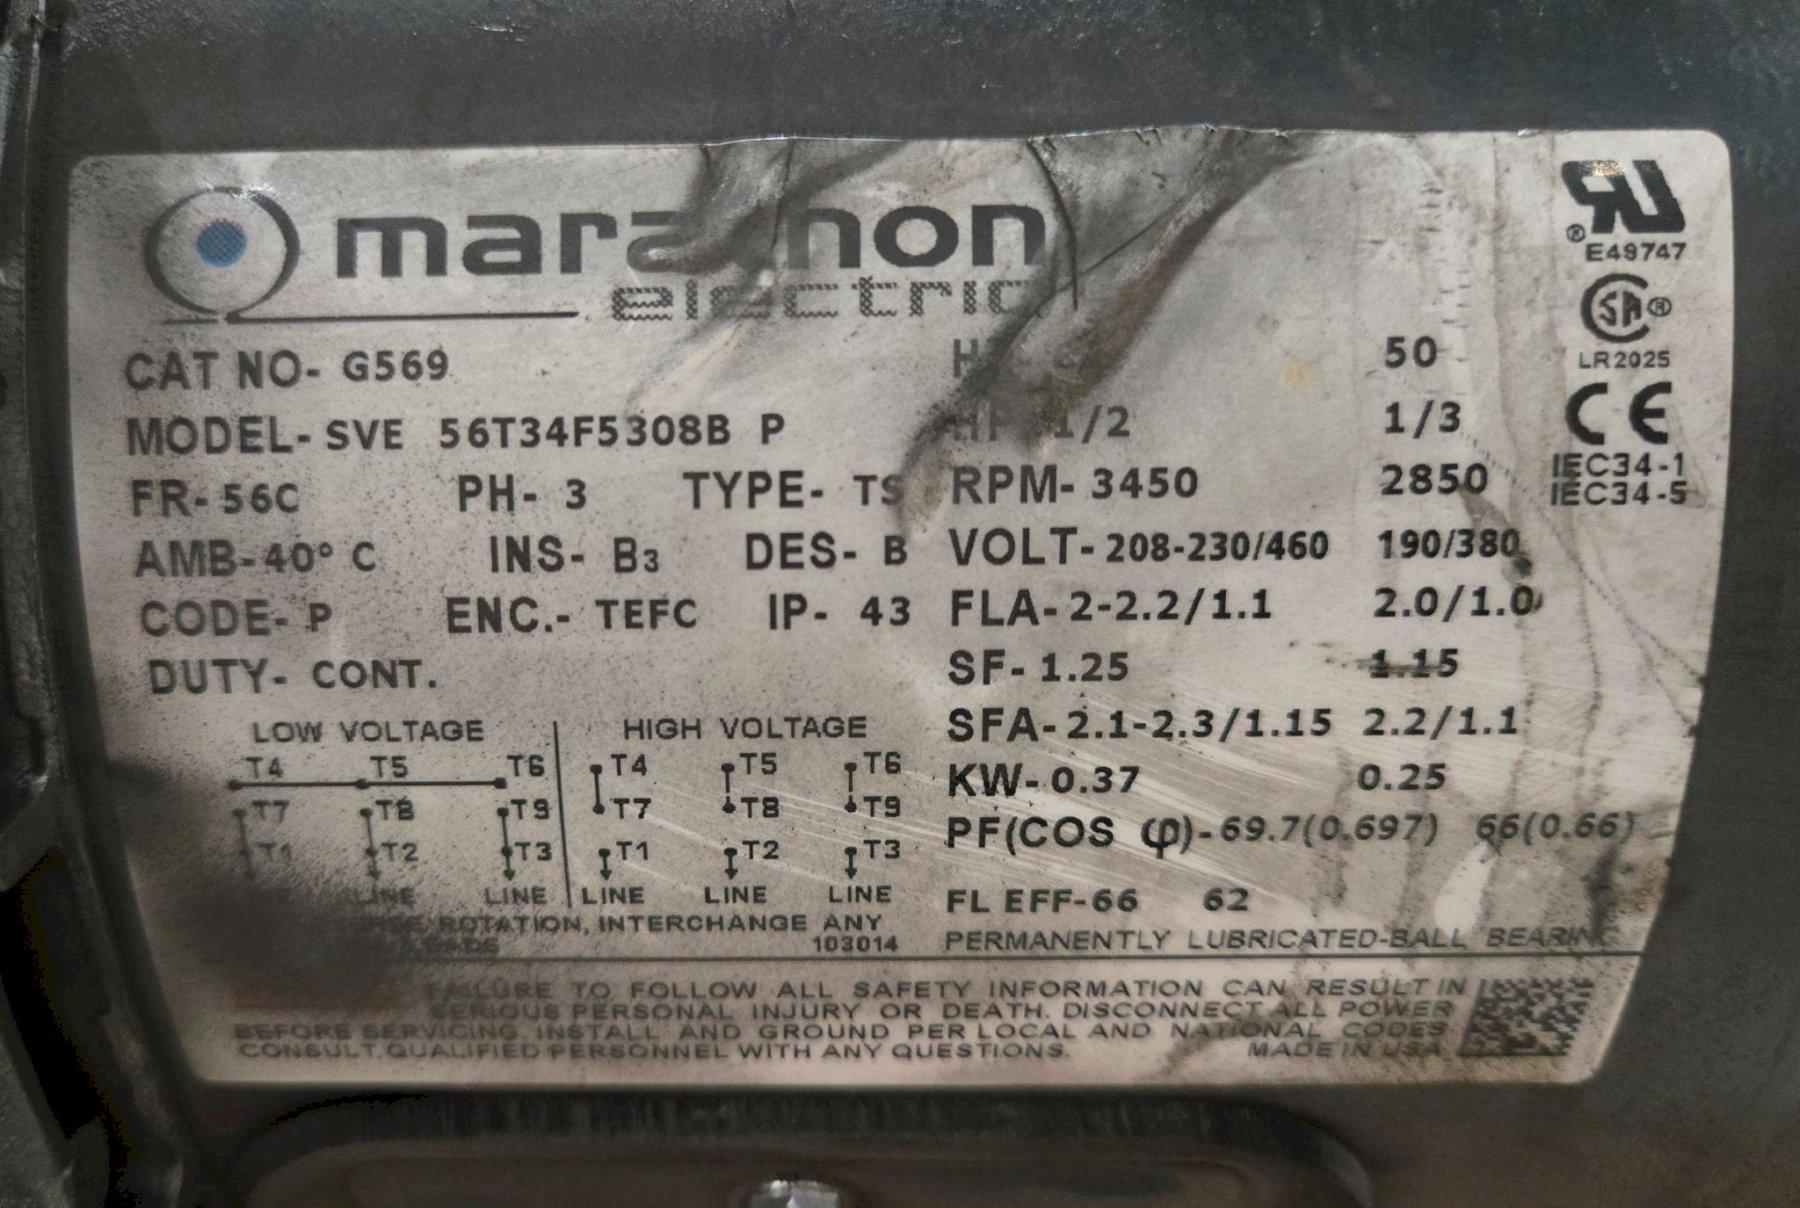 marathon
electric
E49747
SA
LR2025
CE
IEC34-1
IEC34-5
CAT NO- G569
50
MODEL- SVE 56T34F5308B P
1/2 1/3
FR- 56C PH- 3 TYPE- TS RPM- 3450 2850
AMB-40° C INS- B3 DES- B VOLT- 208-230/460 190/380
CODE- P ENC.- TEFC IP- 43 FLA- 2-2.2/1.1 2.0/1.0
DUTY- CONT. SF- 1.25 1.15
SFA- 2.1-2.3/1.15 2.2/1.1
KW- 0.37 0.25
PF(COS φ)- 69.7(0.697) 66(0.66)
FL EFF-66 62
PERMANENTLY LUBRICATED-BALL BEARING
LOW VOLTAGE HIGH VOLTAGE
T4 T5 T6 T4 T5 T6
T7 T8 T9 T7 T8 T9
T1 T2 T3 T1 T2 T3
LINE LINE LINE LINE LINE
ROTATION, INTERCHANGE ANY
103014
FAILURE TO FOLLOW ALL SAFETY INFORMATION CAN RESULT IN
SERIOUS PERSONAL INJURY OR DEATH. DISCONNECT ALL POWER
BEFORE SERVICING. INSTALL AND GROUND PER LOCAL AND NATIONAL CODES
CONSULT QUALIFIED PERSONNEL WITH ANY QUESTIONS. MADE IN USA